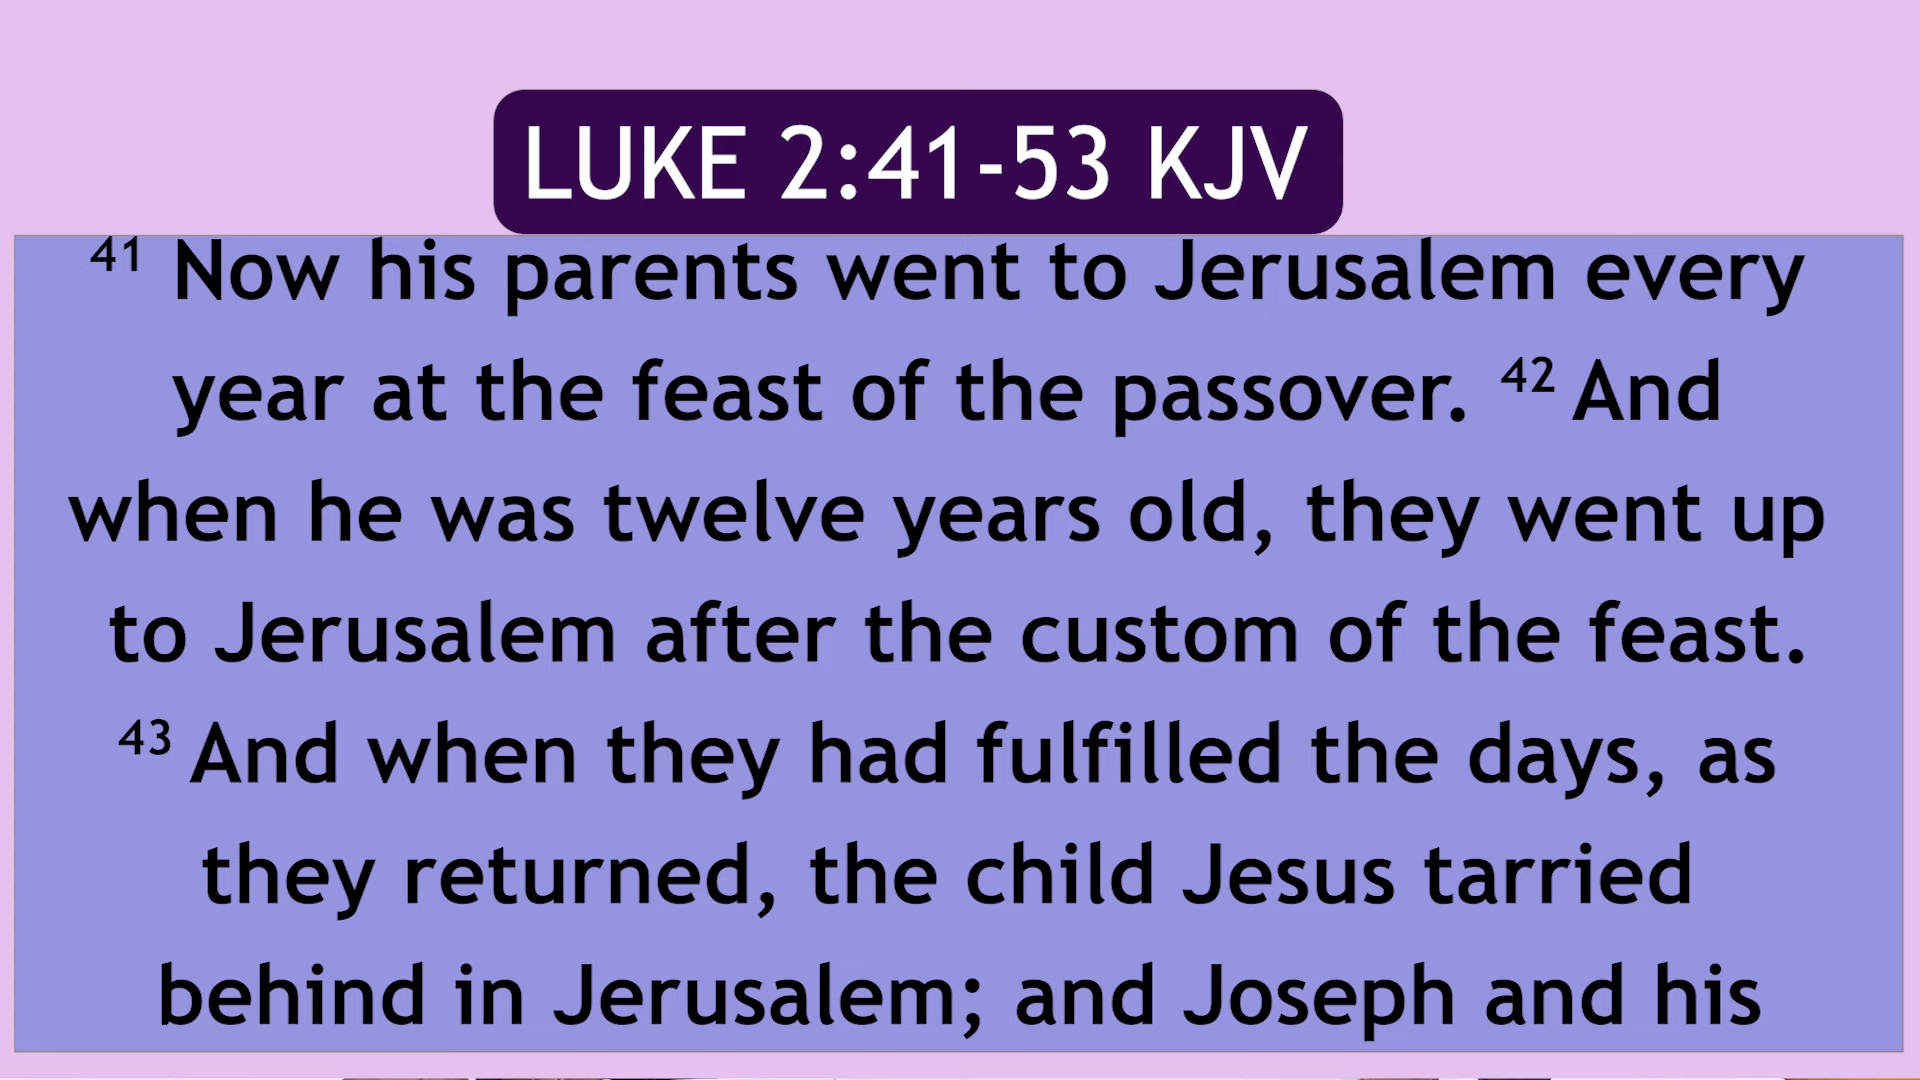 LUKE 2:41-53 KJV
41 Now his parents went to Jerusalem every
year at the feast of the passover. 42 And
when he was twelve years old, they went up
to Jerusalem after the custom of the feast.
43 And when they had fulfilled the days, as
they returned, the child Jesus tarried
behind in Jerusalem; and Joseph and his